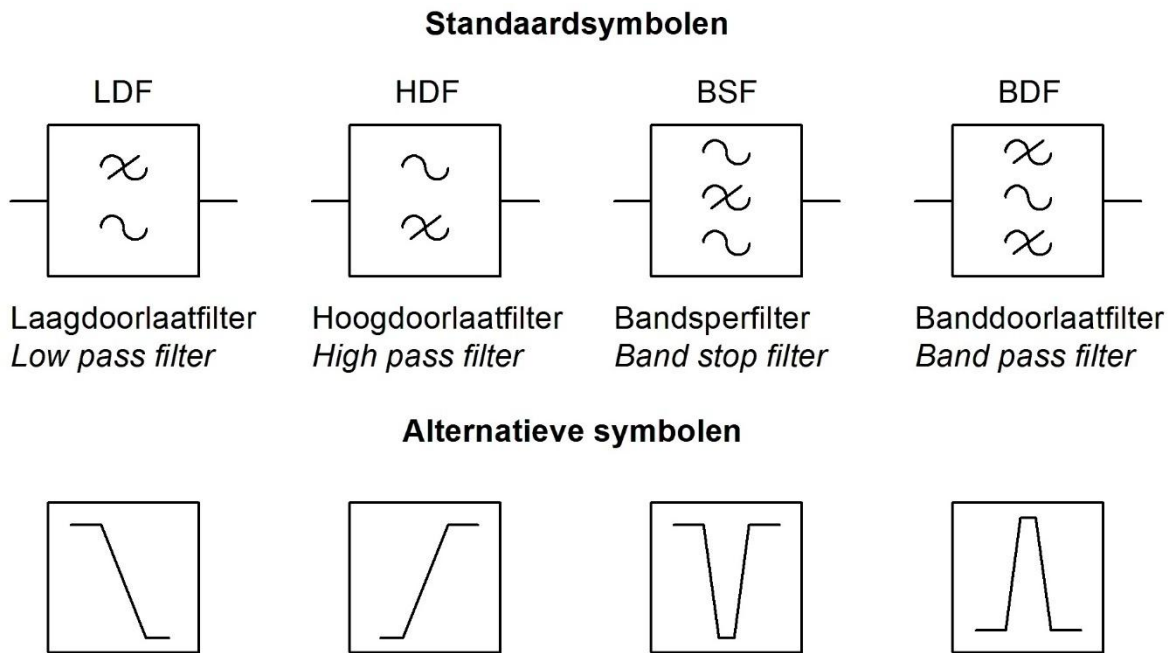 Standaardsymbolen
LDF
HDF
BSF
BDF
Laagdoorlaatfilter
Low pass filter
Hoogdoorlaatfilter
High pass filter
Bandsperfilter
Band stop filter
Banddoorlaatfilter
Band pass filter
Alternatieve symbolen